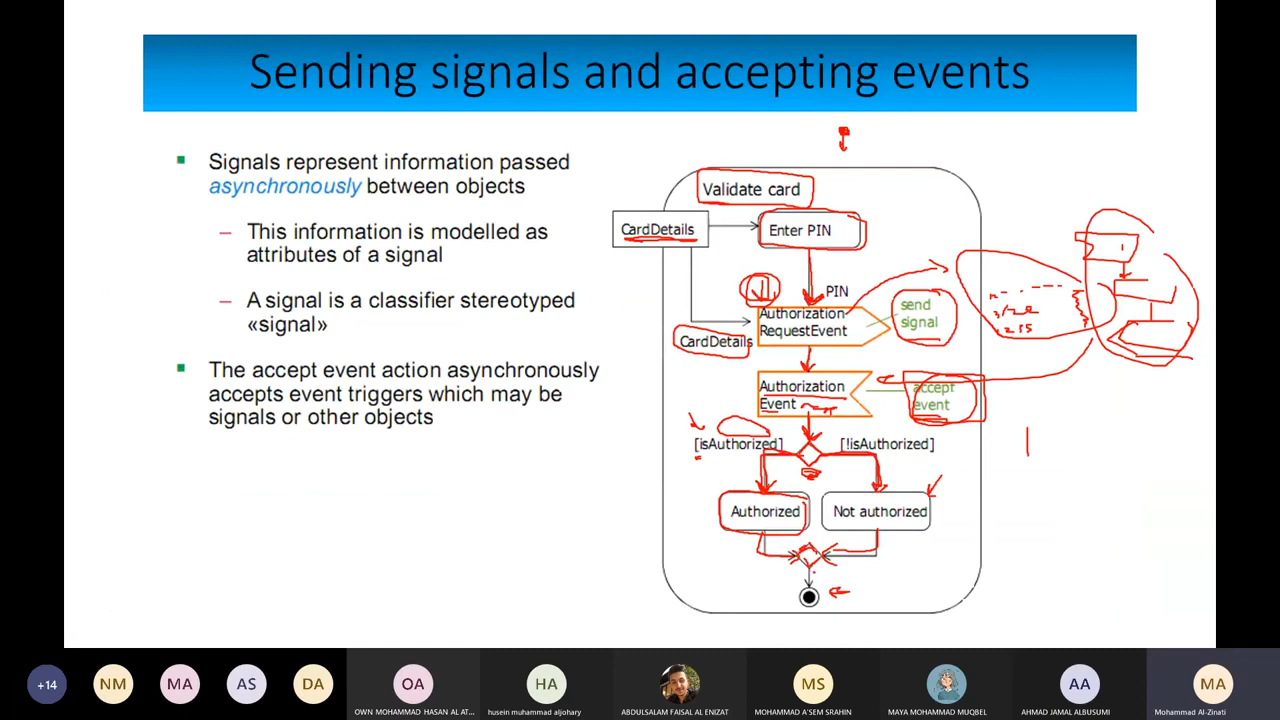 Sending signals and accepting events
Signals represent information passed
asynchronously between objects
– This information is modelled as
attributes of a signal
– A signal is a classifier stereotyped
«signal»
The accept event action asynchronously
accepts event triggers which may be
signals or other objects
Validate card
CardDetails
Enter PIN
PIN
Authorization
RequestEvent
send
signal
CardDetails
Authorization
Event
accept
event
[isAuthorized]
[!isAuthorized]
Authorized
Not authorized
+14
NM
MA
AS
DA
OA
HA
MS
AA
MA
OWN MOHAMMAD HASAN AL AT...
husein muhammad aljohary
ABDULSALAM FAISAL AL ENIZAT
MOHAMMAD A'SEM SRAHIN
MAYA MOHAMMAD MUQBEL
AHMAD JAMAL ALBUSUMI
Mohammad Al-Zinati